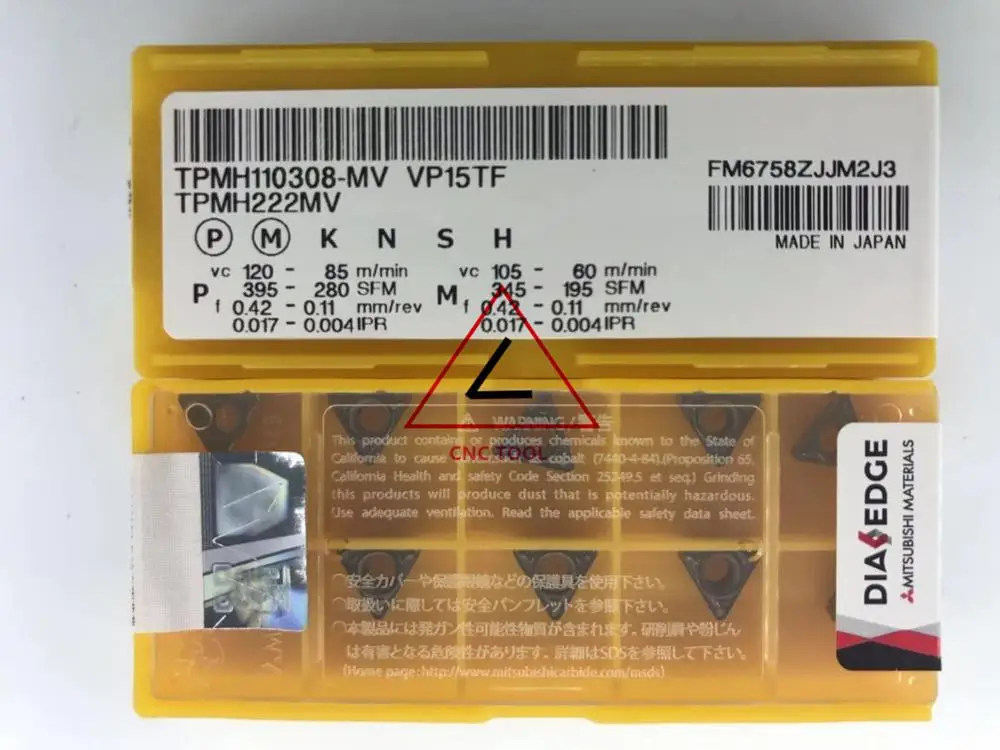 TPMH110308-MV VP15TF
TPMH222MV
FM6758ZJJM2J3
MADE IN JAPAN
P M K N S H
P
vc 120 - 85 m/min
395 - 280 SFM
f 0.42 - 0.11 mm/rev
0.017 - 0.004 IPR
M
vc 105 - 60 m/min
345 - 195 SFM
f 0.42 - 0.11 mm/rev
0.017 - 0.004 IPR
CNC TOOL
WARNING/警告
This product contains or produces chemicals known to the State of
California to cause cobalt (7440-4-64).(Proposition 65,
California Health and safety Code Section 25249.5 et seq.) Grinding
this products will produce dust that is potentially hazardous.
Use adequate ventilation. Read the applicable safety data sheet.
安全カバーや保護眼鏡などの保護具を使用下さい。
取扱いに際しては安全パンフレットを参照下さい。
本製品には発ガン性可能性物質が含まれます。研削屑や粉じん
は有害となる危険性があります。詳細はSDSを参照して下さい。
(Home page:http://www.mitsubishicarbide.com/msds)
DIAEDGE
MITSUBISHI MATERIALS